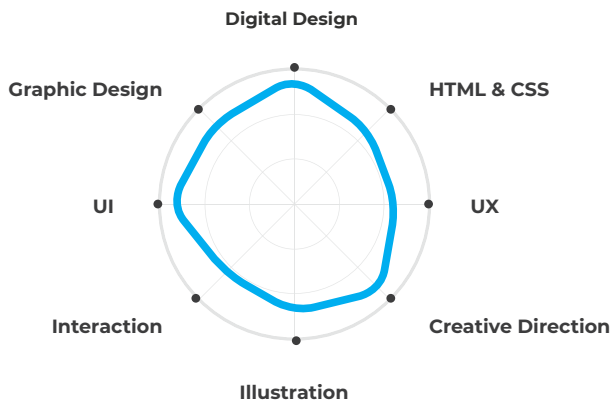 Digital Design
Graphic Design
HTML & CSS
UI
UX
Interaction
Creative Direction
Illustration